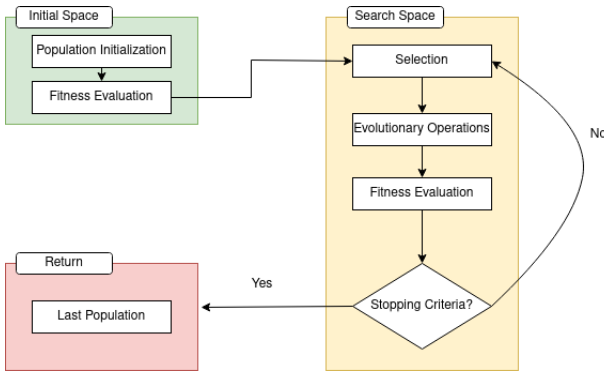 Initial Space
Population Initialization
Fitness Evaluation
Search Space
Selection
Evolutionary Operations
Fitness Evaluation
Stopping Criteria?
No
Yes
Return
Last Population